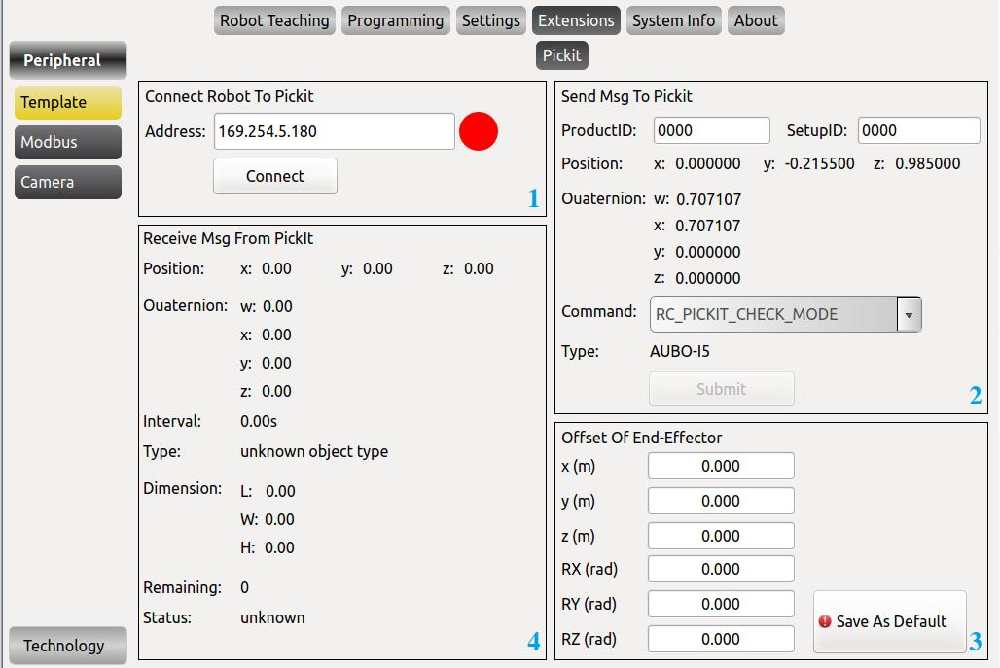 Robot Teaching Programming Settings Extensions System Info About
Pickit
Peripheral
Template
Modbus
Camera
Technology
Connect Robot To Pickit
Address: 169.254.5.180
Connect
1
Send Msg To Pickit
ProductID: 0000 SetupID: 0000
Position: x: 0.000000 y: -0.215500 z: 0.985000
Ouaternion: w: 0.707107
x: 0.707107
y: 0.000000
z: 0.000000
Command: RC_PICKIT_CHECK_MODE
Type: AUBO-I5
Submit
2
Receive Msg From PickIt
Position: x: 0.00 y: 0.00 z: 0.00
Ouaternion: w: 0.00
x: 0.00
y: 0.00
z: 0.00
Interval: 0.00s
Type: unknown object type
Dimension: L: 0.00
W: 0.00
H: 0.00
Remaining: 0
Status: unknown
4
Offset Of End-Effector
x (m) 0.000
y (m) 0.000
z (m) 0.000
RX (rad) 0.000
RY (rad) 0.000
RZ (rad) 0.000
Save As Default
3